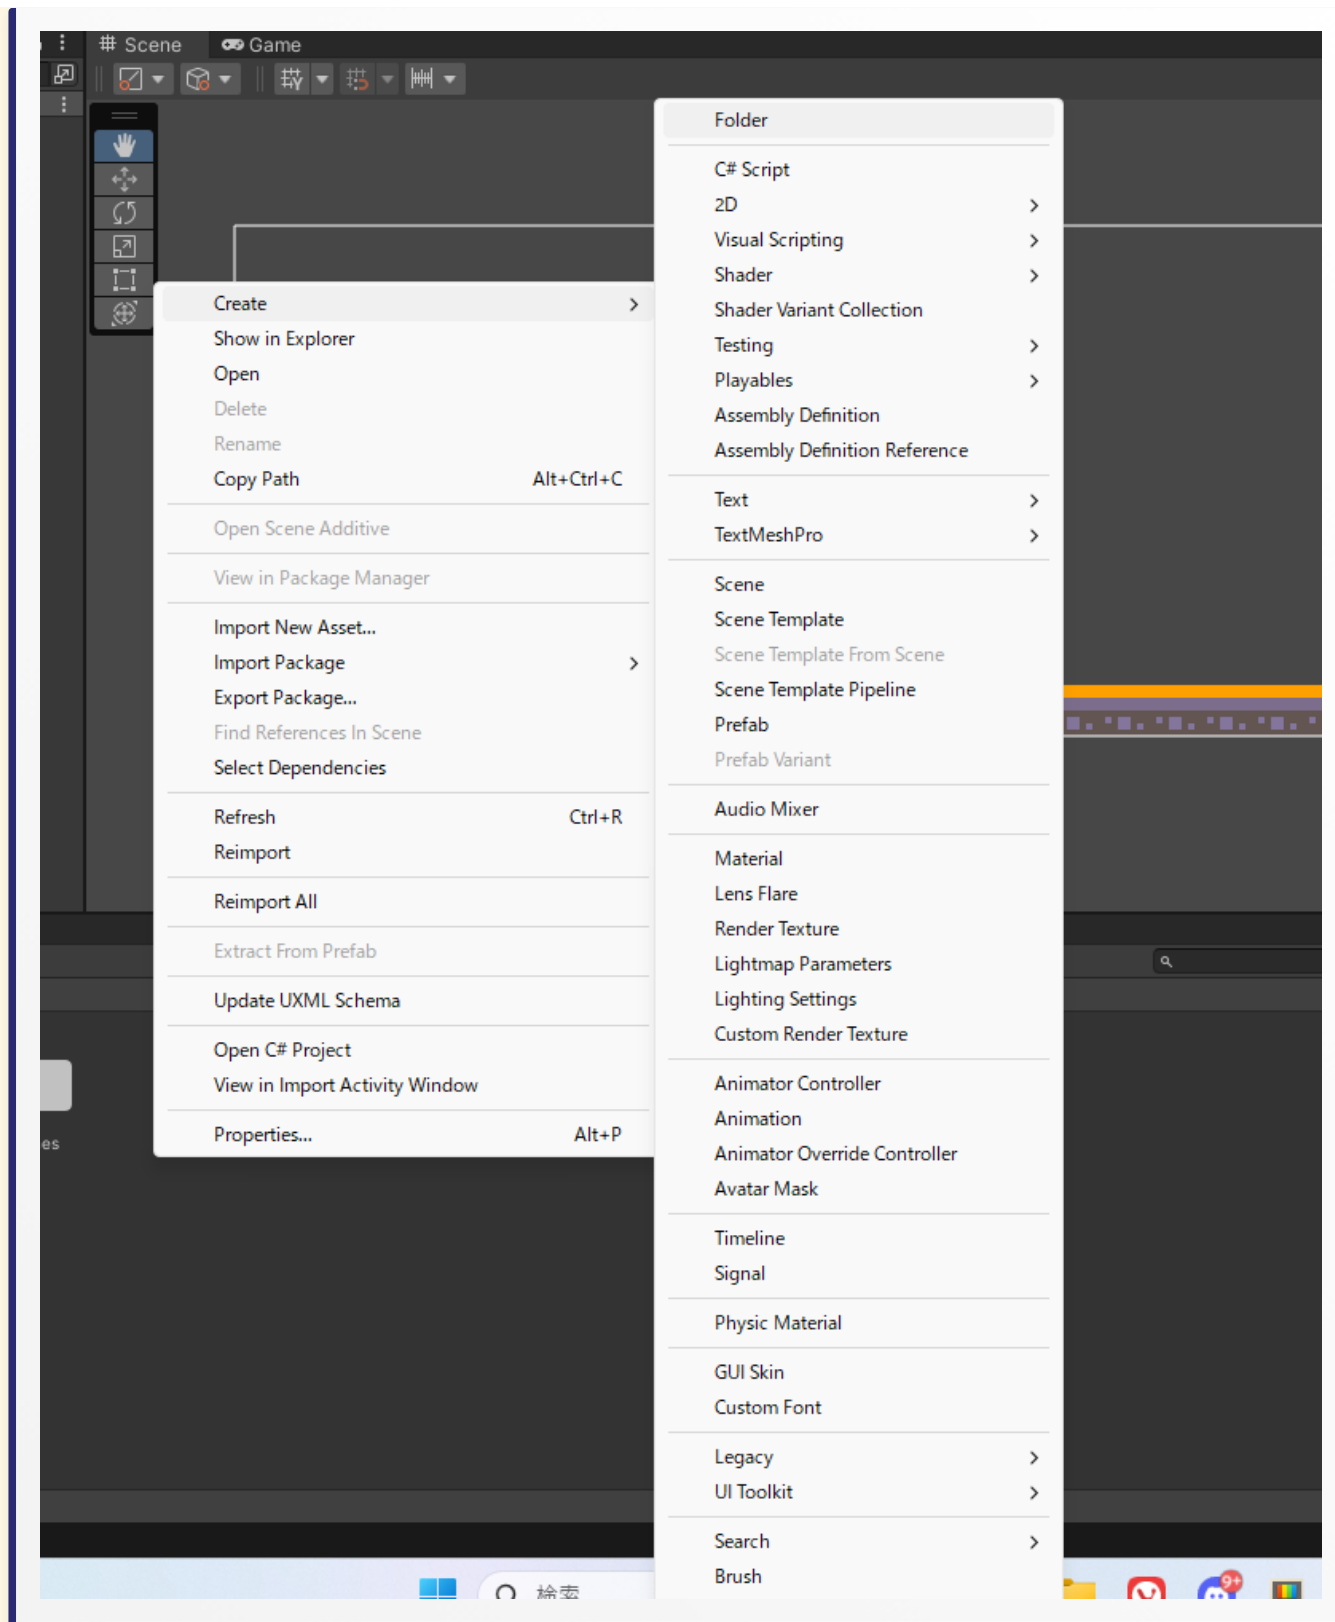 Scene
Game
Create
Show in Explorer
Open
Delete
Rename
Copy Path Alt+Ctrl+C
Open Scene Additive
View in Package Manager
Import New Asset...
Import Package
Export Package...
Find References In Scene
Select Dependencies
Refresh Ctrl+R
Reimport
Reimport All
Extract From Prefab
Update UXML Schema
Open C# Project
View in Import Activity Window
Properties... Alt+P
Folder
C# Script
2D
Visual Scripting
Shader
Shader Variant Collection
Testing
Playables
Assembly Definition
Assembly Definition Reference
Text
TextMeshPro
Scene
Scene Template
Scene Template From Scene
Scene Template Pipeline
Prefab
Prefab Variant
Audio Mixer
Material
Lens Flare
Render Texture
Lightmap Parameters
Lighting Settings
Custom Render Texture
Animator Controller
Animation
Animator Override Controller
Avatar Mask
Timeline
Signal
Physic Material
GUI Skin
Custom Font
Legacy
UI Toolkit
Search
Brush
es
検索
9+